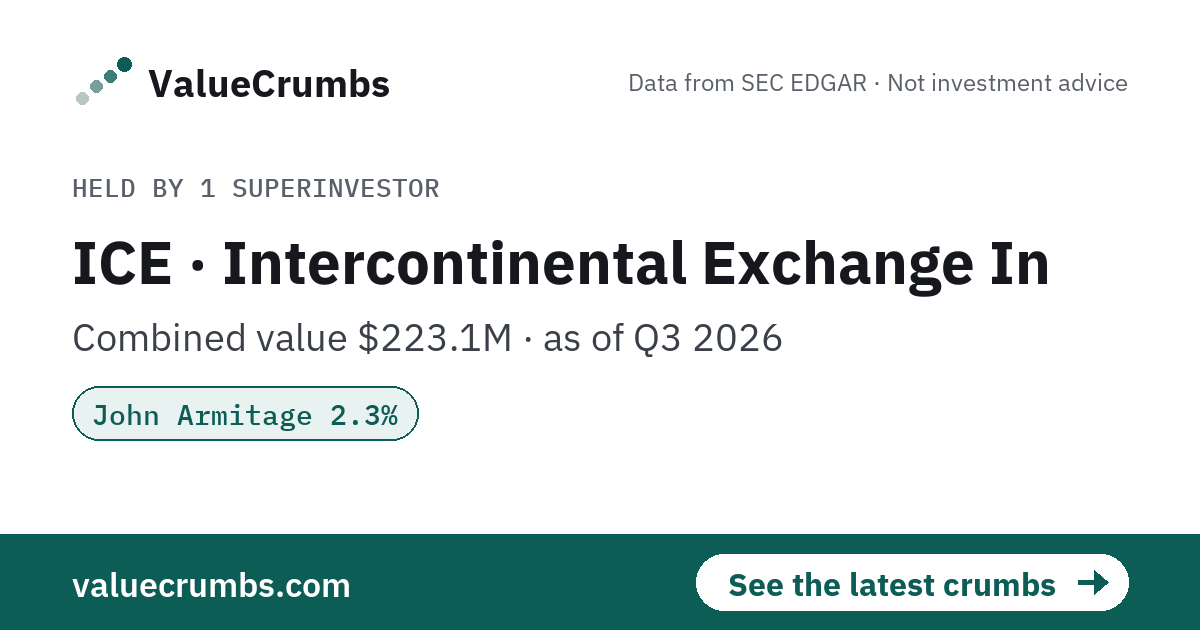 ValueCrumbs
Data from SEC EDGAR · Not investment advice
HELD BY 1 SUPERINVESTOR
ICE · Intercontinental Exchange In
Combined value $223.1M · as of Q3 2026
John Armitage 2.3%
valuecrumbs.com
See the latest crumbs